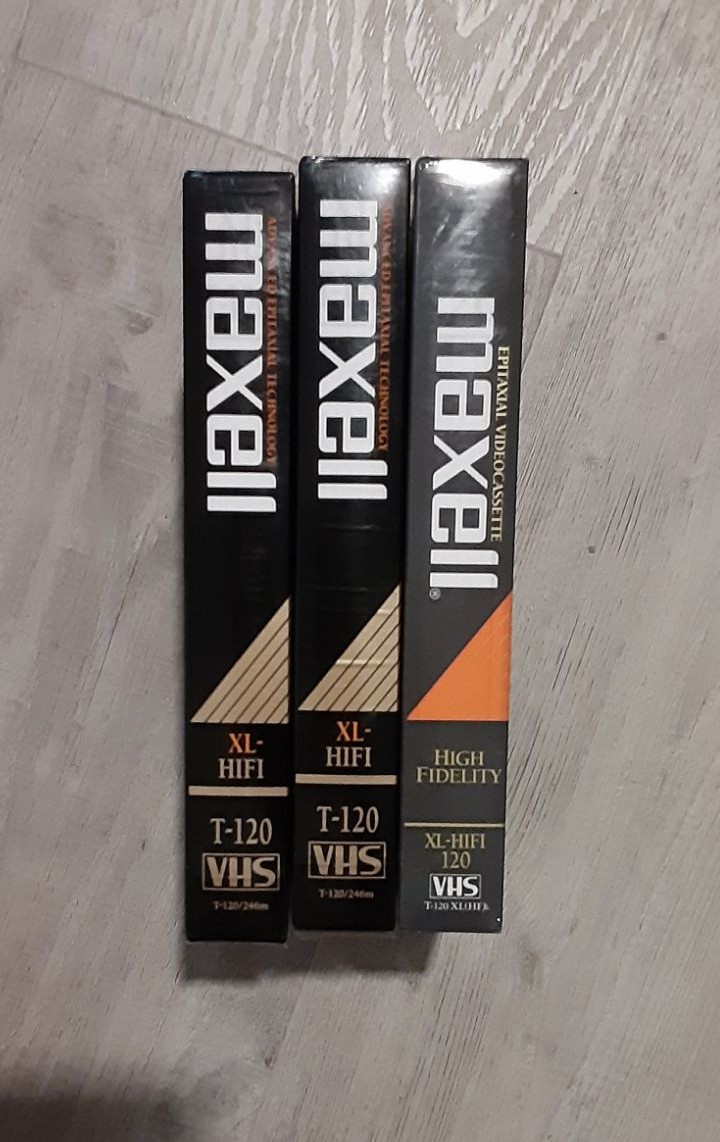 maxell
ADVANCED EPITAXIAL TECHNOLOGY
XL-
HIFI
T-120
VHS
T-120/246m
maxell
ADVANCED EPITAXIAL TECHNOLOGY
XL-
HIFI
T-120
VHS
T-120/246m
maxell®
EPITAXIAL VIDEOCASSETTE
HIGH
FIDELITY
XL-HIFI
120
VHS
T-120 XL(HF)